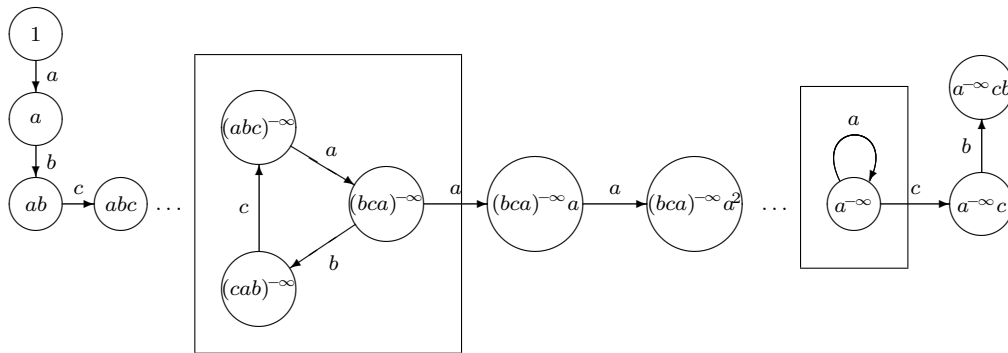 1
a
a
b
ab
c
abc
...
(abc)^{-∞}
a
(bca)^{-∞}
c
b
(cab)^{-∞}
a
(bca)^{-∞}a
a
(bca)^{-∞}a^2
...
a
a^{-∞}
c
a^{-∞}c
b
a^{-∞}cb